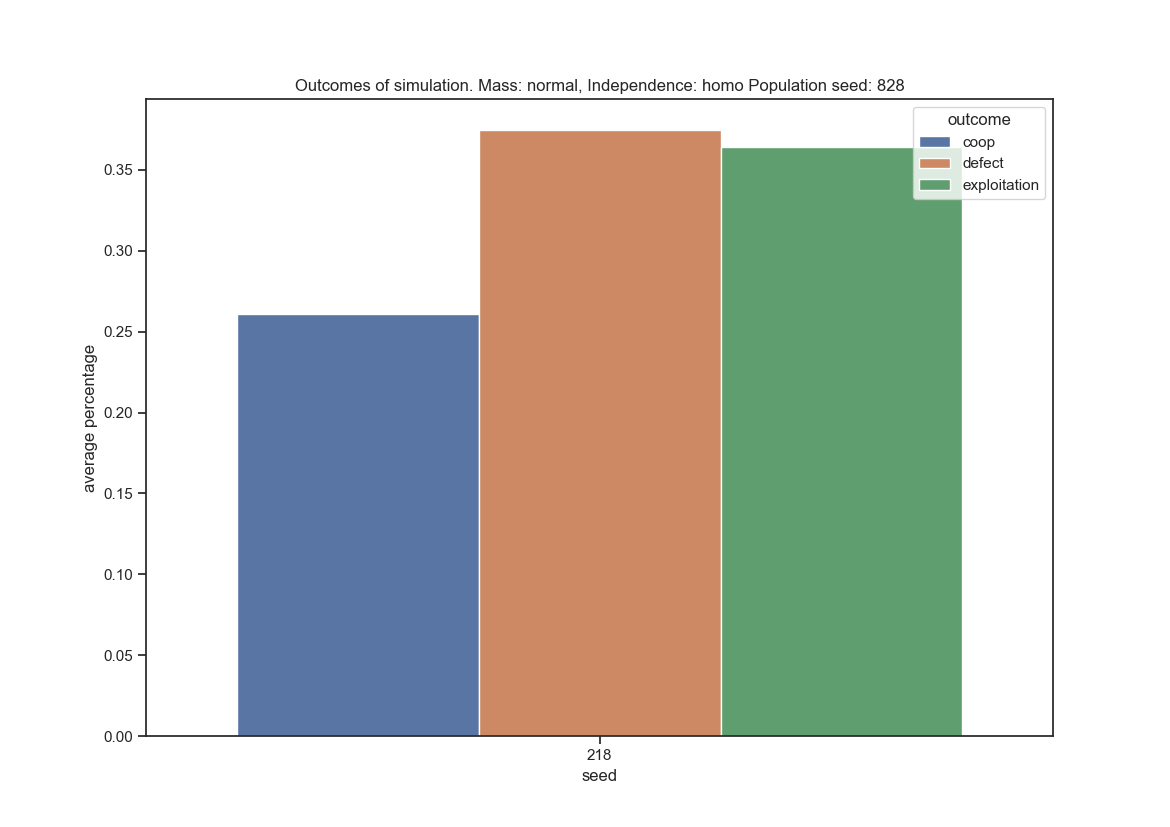 Outcomes of simulation. Mass: normal, Independence: homo Population seed: 828
outcome
coop
defect
exploitation
0.35
0.30
0.25
0.20
0.15
0.10
0.05
0.00
average percentage
218
seed